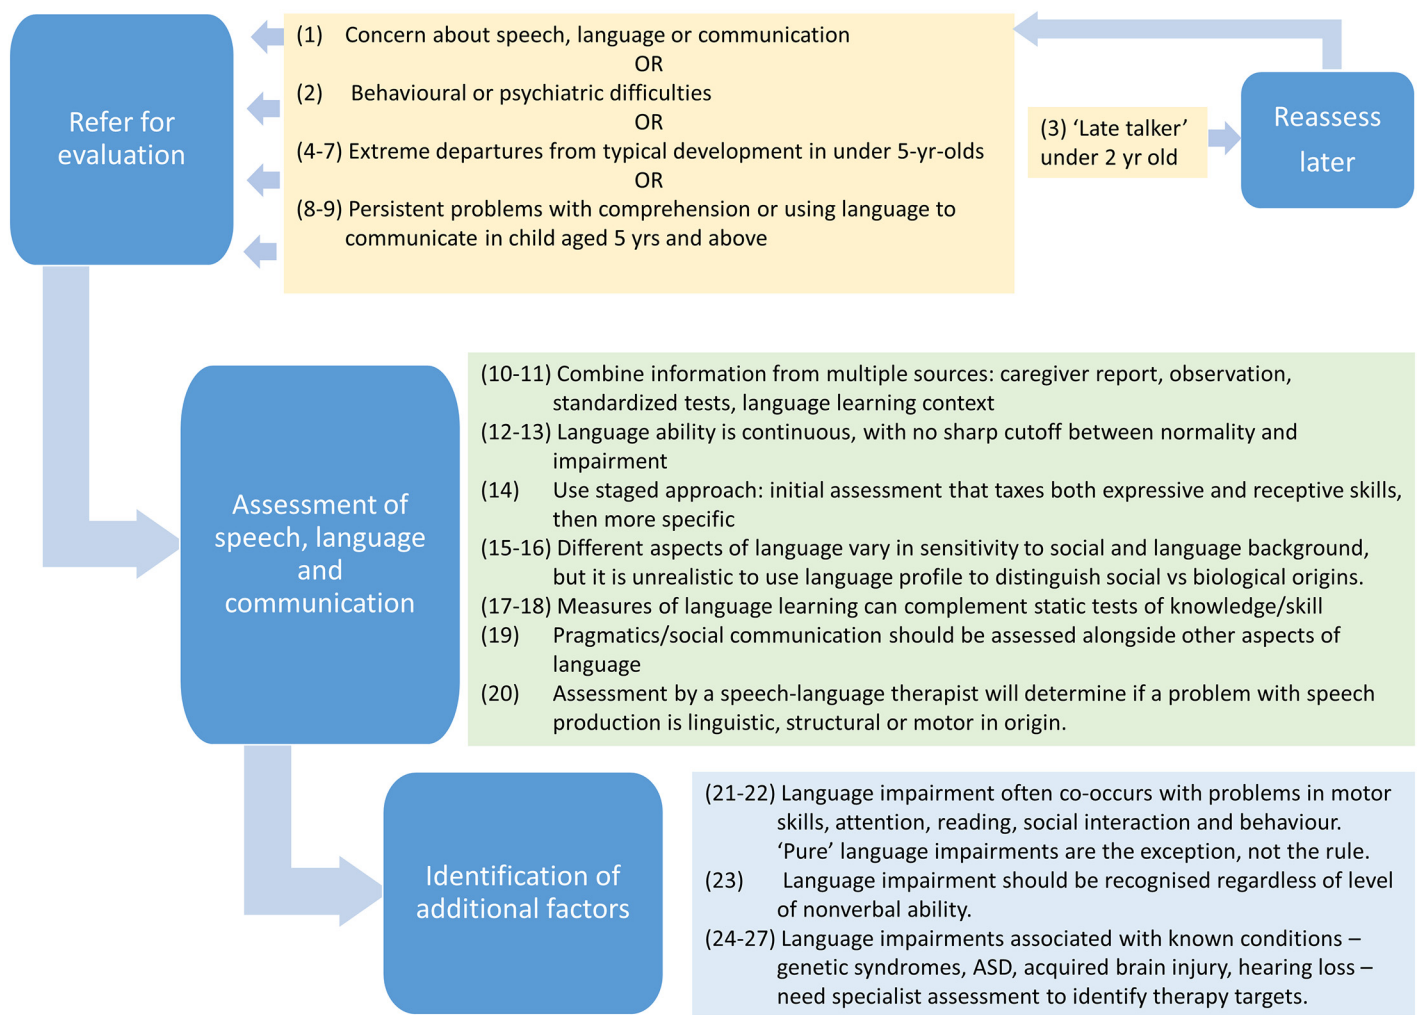 Refer for
evaluation
(1) Concern about speech, language or communication
OR
(2) Behavioural or psychiatric difficulties
OR
(4-7) Extreme departures from typical development in under 5-yr-olds
OR
(8-9) Persistent problems with comprehension or using language to
communicate in child aged 5 yrs and above
(3) ‘Late talker’
under 2 yr old
Reassess
later
Assessment of
speech, language
and
communication
(10-11) Combine information from multiple sources: caregiver report, observation,
standardized tests, language learning context
(12-13) Language ability is continuous, with no sharp cutoff between normality and
impairment
(14) Use staged approach: initial assessment that taxes both expressive and receptive skills,
then more specific
(15-16) Different aspects of language vary in sensitivity to social and language background,
but it is unrealistic to use language profile to distinguish social vs biological origins.
(17-18) Measures of language learning can complement static tests of knowledge/skill
(19) Pragmatics/social communication should be assessed alongside other aspects of
language
(20) Assessment by a speech-language therapist will determine if a problem with speech
production is linguistic, structural or motor in origin.
Identification of
additional factors
(21-22) Language impairment often co-occurs with problems in motor
skills, attention, reading, social interaction and behaviour.
‘Pure’ language impairments are the exception, not the rule.
(23) Language impairment should be recognised regardless of level
of nonverbal ability.
(24-27) Language impairments associated with known conditions –
genetic syndromes, ASD, acquired brain injury, hearing loss –
need specialist assessment to identify therapy targets.